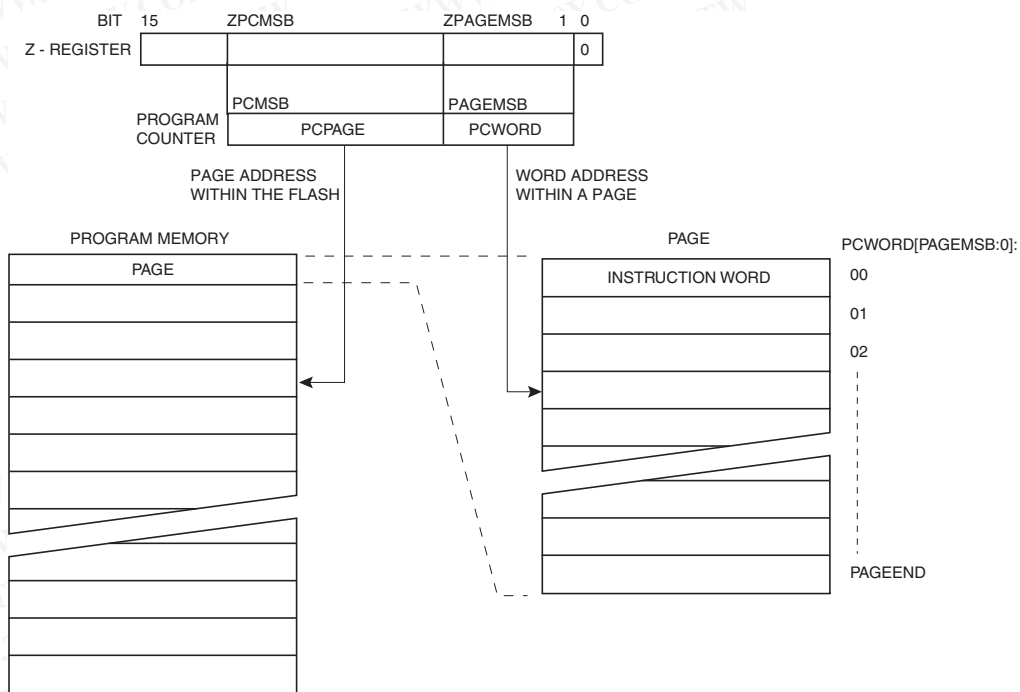 BIT 15 ZPCMSB ZPAGEMSB 1 0
Z - REGISTER 0
PCMSB PAGEMSB
PROGRAM
COUNTER
PCPAGE PCWORD
PAGE ADDRESS
WITHIN THE FLASH
WORD ADDRESS
WITHIN A PAGE
PROGRAM MEMORY
PAGE
PAGE
PCWORD[PAGEMSB:0]:
INSTRUCTION WORD
00
01
02
PAGEEND